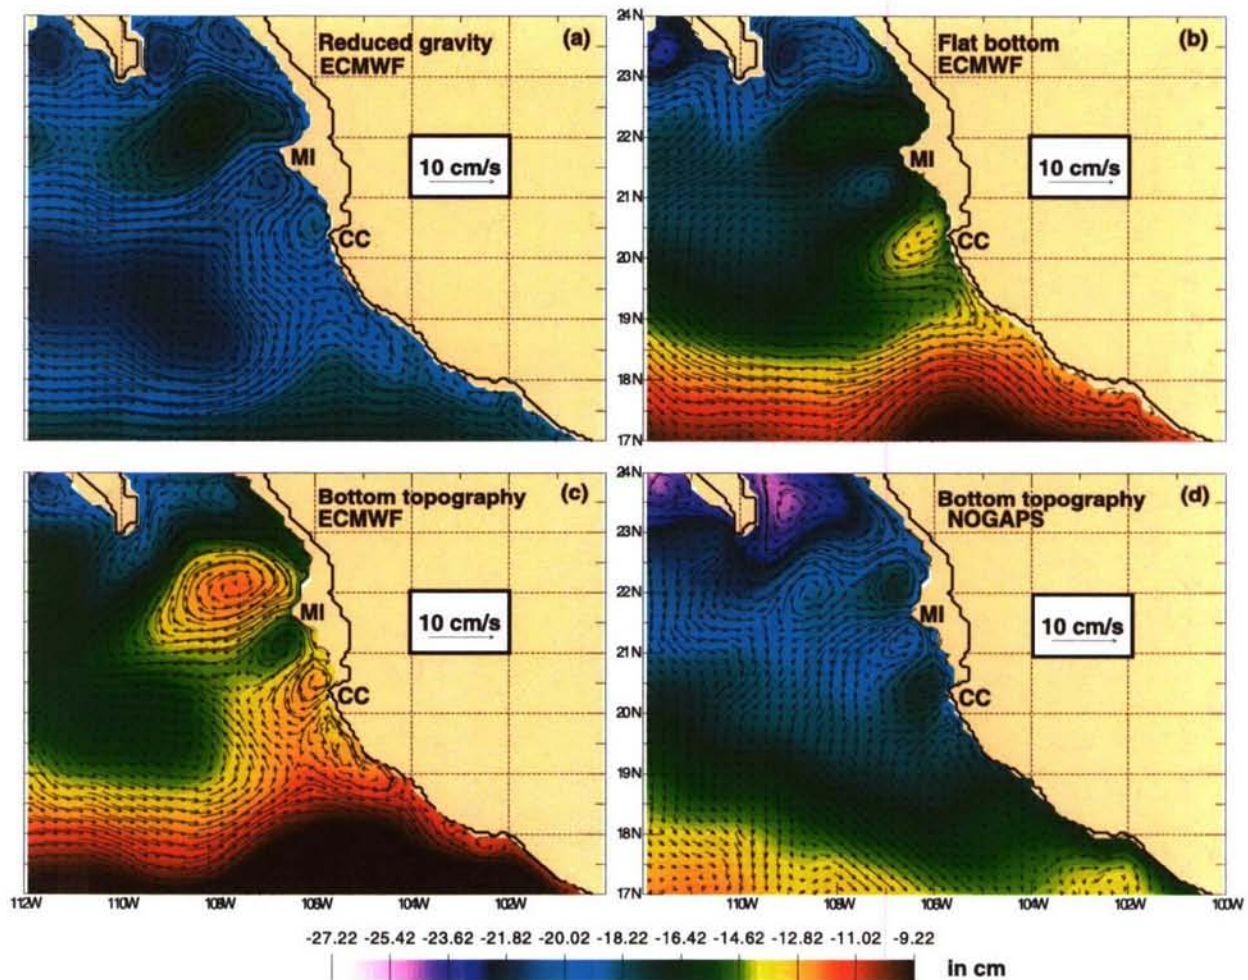 24N
Reduced gravity (a)
ECMWF
Flat bottom (b)
ECMWF
23N
22N
MI
10 cm/s
MI
10 cm/s
21N
CC
CC
20N
19N
18N
17N
24N
Bottom topography (c)
ECMWF
Bottom topography (d)
NOGAPS
23N
22N
MI
10 cm/s
MI
10 cm/s
21N
CC
CC
20N
19N
18N
17N
112W 110W 108W 106W 104W 102W 110W 108W 106W 104W 102W 100W
-27.22 -25.42 -23.62 -21.82 -20.02 -18.22 -16.42 -14.62 -12.82 -11.02 -9.22
in cm